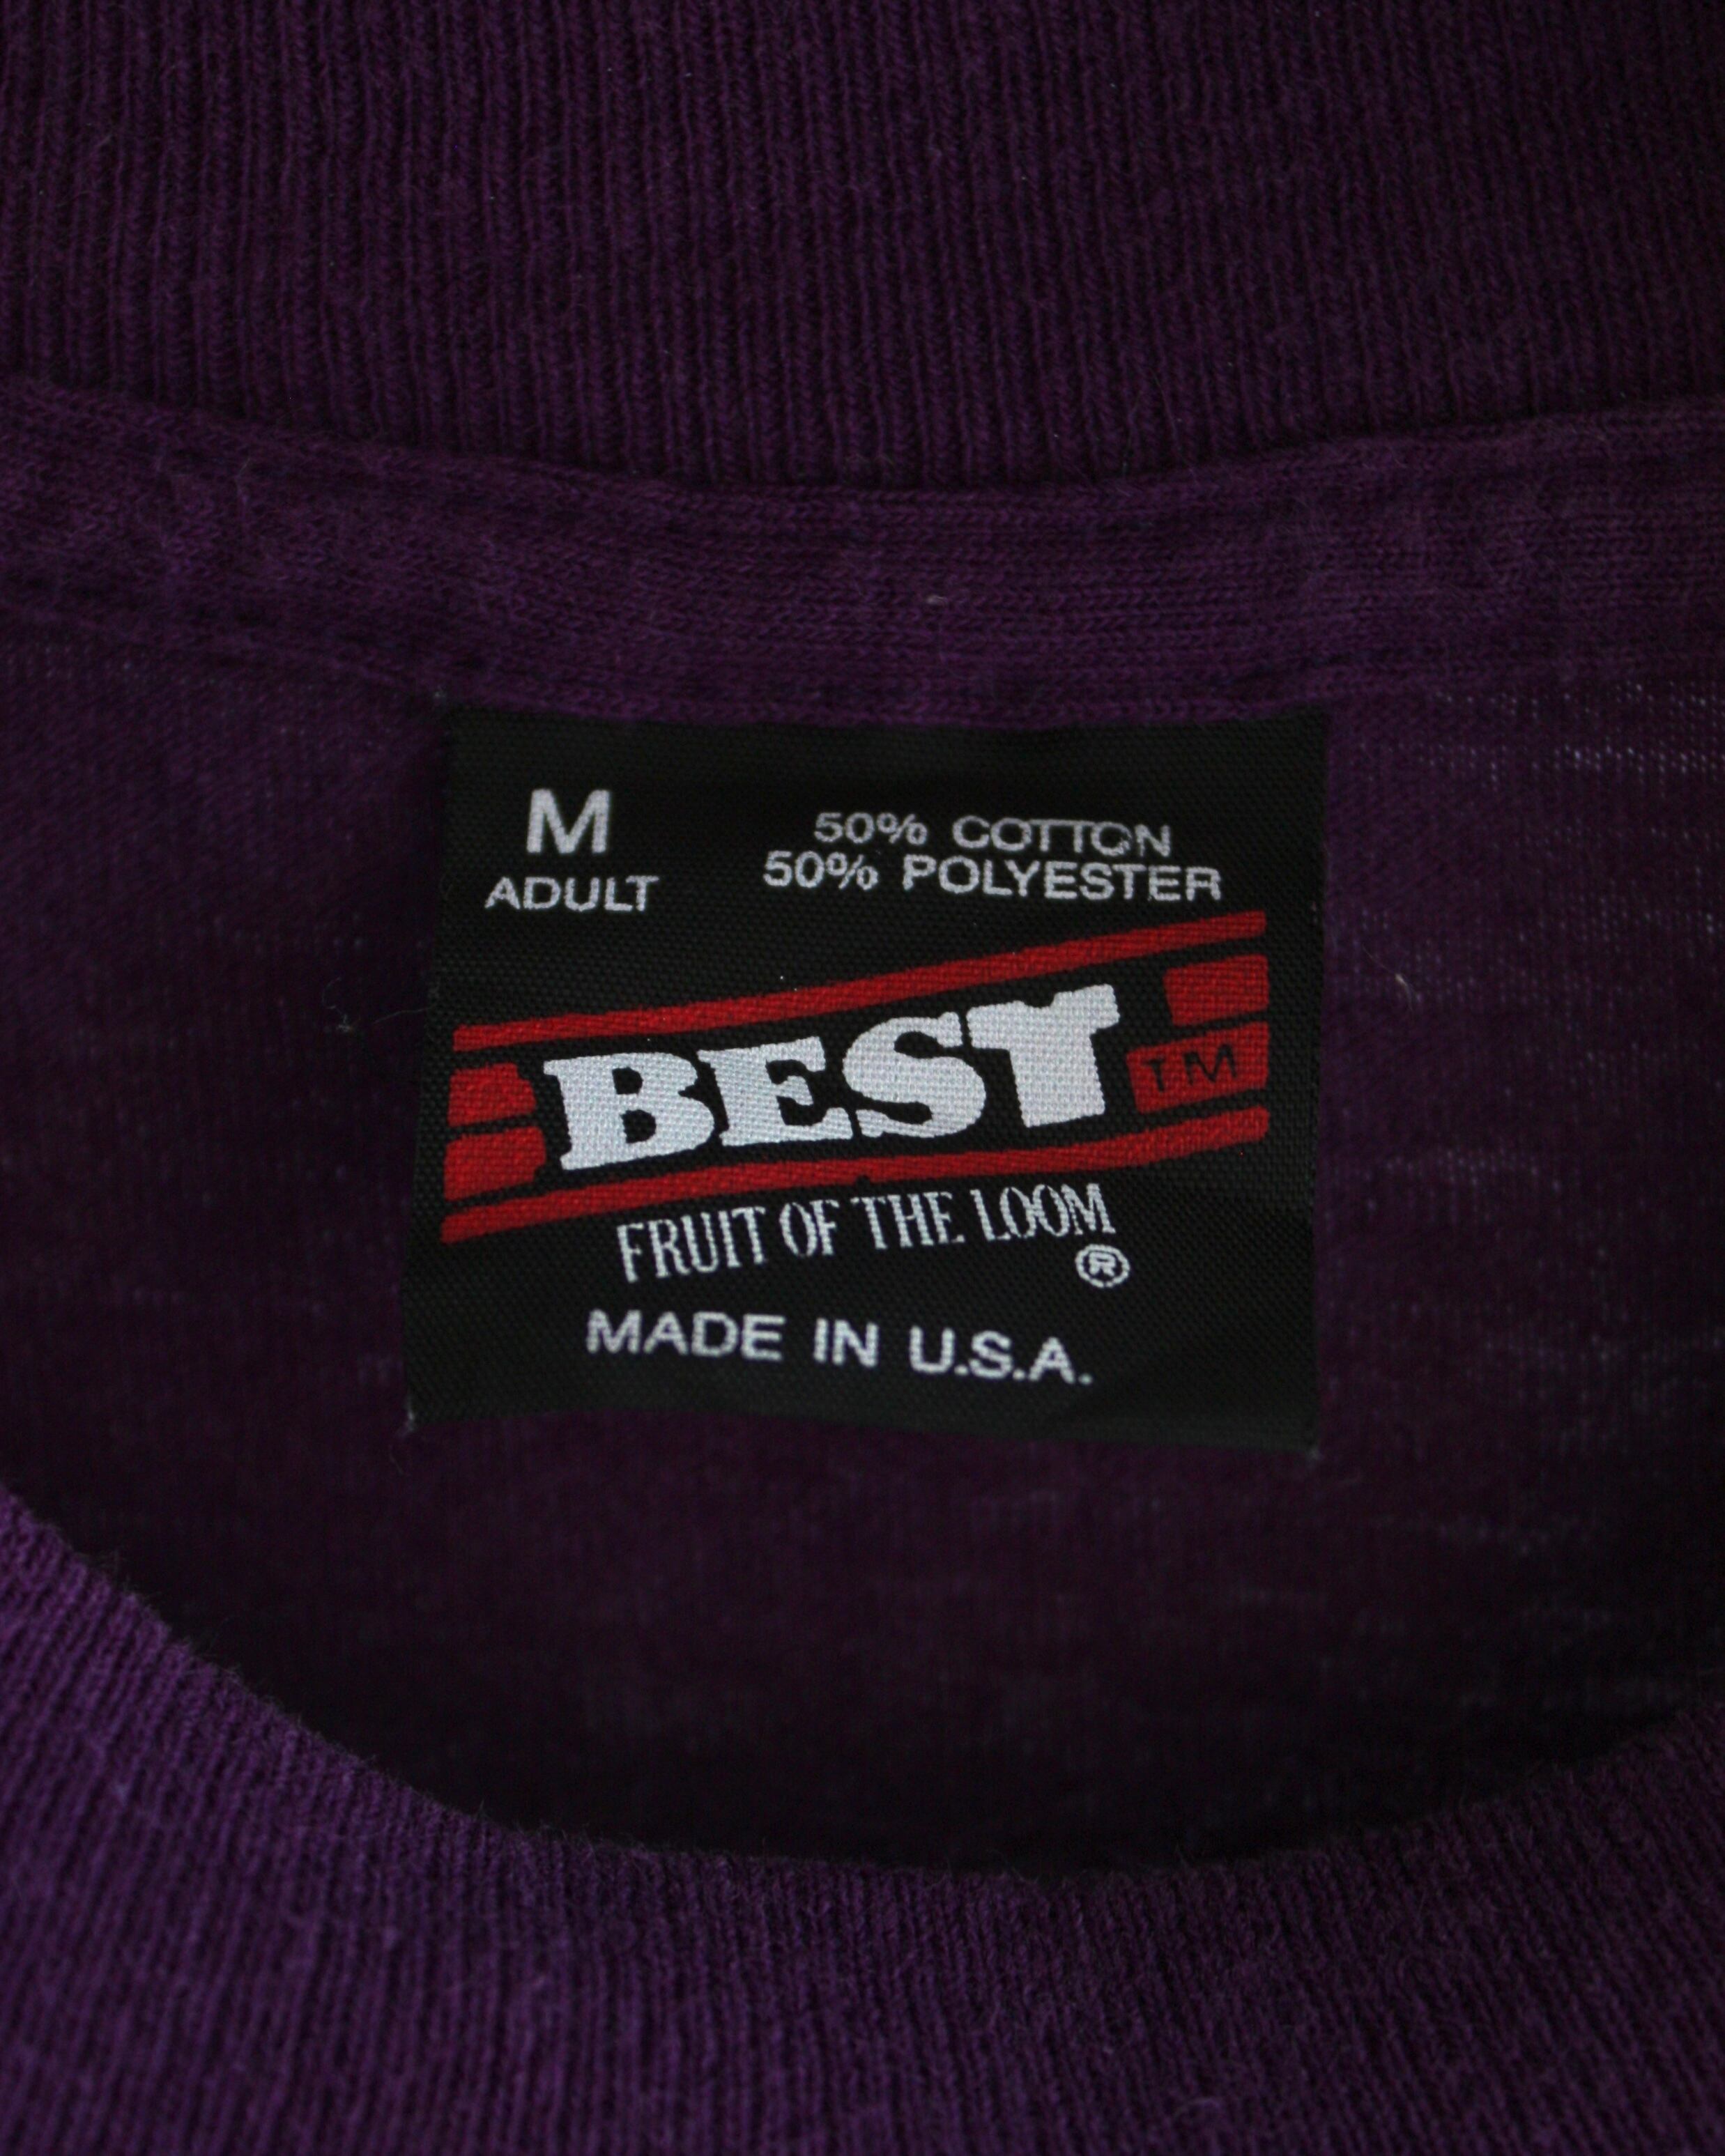 M
ADULT
50% COTTON
50% POLYESTER
BEST TM
FRUIT OF THE LOOM
®
MADE IN U.S.A.